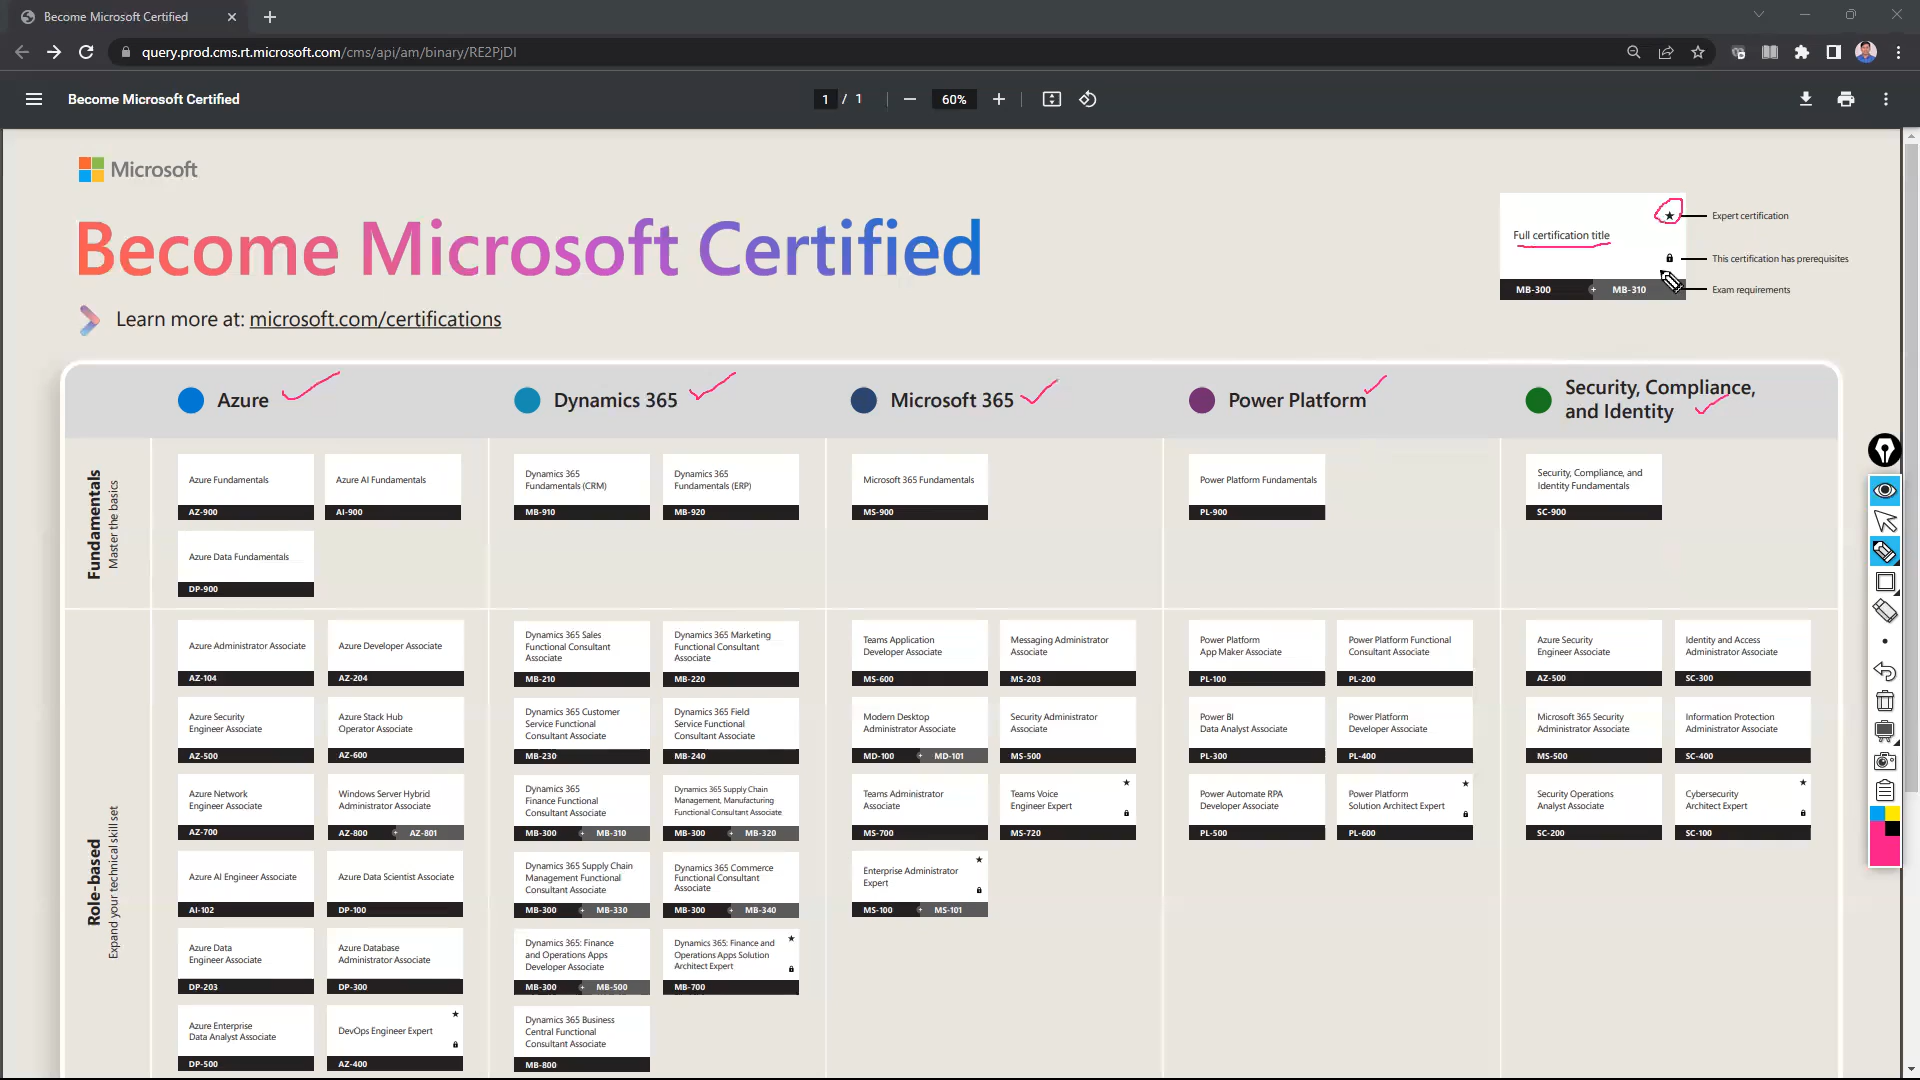 Become Microsoft Certified
query.prod.cms.rt.microsoft.com/cms/api/am/binary/RE2PjDI
Become Microsoft Certified
1 / 1
60%
Microsoft
Become Microsoft Certified
Learn more at: microsoft.com/certifications
Full certification title
MB-300 + MB-310
Expert certification
This certification has prerequisites
Exam requirements
Azure
Dynamics 365
Microsoft 365
Power Platform
Security, Compliance,
and Identity
Fundamentals
Master the basics
Azure Fundamentals
AZ-900
Azure AI Fundamentals
AI-900
Azure Data Fundamentals
DP-900
Dynamics 365
Fundamentals (CRM)
MB-910
Dynamics 365
Fundamentals (ERP)
MB-920
Microsoft 365 Fundamentals
MS-900
Power Platform Fundamentals
PL-900
Security, Compliance, and
Identity Fundamentals
SC-900
Role-based
Expand your technical skill set
Azure Administrator Associate
AZ-104
Azure Developer Associate
AZ-204
Azure Security
Engineer Associate
AZ-500
Azure Stack Hub
Operator Associate
AZ-600
Azure Network
Engineer Associate
AZ-700
Windows Server Hybrid
Administrator Associate
AZ-800 + AZ-801
Azure AI Engineer Associate
AI-102
Azure Data Scientist Associate
DP-100
Azure Data
Engineer Associate
DP-203
Azure Database
Administrator Associate
DP-300
Azure Enterprise
Data Analyst Associate
DP-500
DevOps Engineer Expert
AZ-400
Dynamics 365 Sales
Functional Consultant
Associate
MB-210
Dynamics 365 Marketing
Functional Consultant
Associate
MB-220
Dynamics 365 Customer
Service Functional
Consultant Associate
MB-230
Dynamics 365 Field
Service Functional
Consultant Associate
MB-240
Dynamics 365
Finance Functional
Consultant Associate
MB-300 + MB-310
Dynamics 365 Supply Chain
Management, Manufacturing
Functional Consultant Associate
MB-300 + MB-320
Dynamics 365 Supply Chain
Management Functional
Consultant Associate
MB-300 + MB-330
Dynamics 365 Commerce
Functional Consultant
Associate
MB-300 + MB-340
Dynamics 365: Finance
and Operations Apps
Developer Associate
MB-300 + MB-500
Dynamics 365: Finance and
Operations Apps Solution
Architect Expert
MB-700
Dynamics 365 Business
Central Functional
Consultant Associate
MB-800
Teams Application
Developer Associate
MS-600
Messaging Administrator
Associate
MS-203
Modern Desktop
Administrator Associate
MD-100 + MD-101
Security Administrator
Associate
MS-500
Teams Administrator
Associate
MS-700
Teams Voice
Engineer Expert
MS-720
Enterprise Administrator
Expert
MS-100 + MS-101
Power Platform
App Maker Associate
PL-100
Power Platform Functional
Consultant Associate
PL-200
Power BI
Data Analyst Associate
PL-300
Power Platform
Developer Associate
PL-400
Power Automate RPA
Developer Associate
PL-500
Power Platform
Solution Architect Expert
PL-600
Azure Security
Engineer Associate
AZ-500
Identity and Access
Administrator Associate
SC-300
Microsoft 365 Security
Administrator Associate
MS-500
Information Protection
Administrator Associate
SC-400
Security Operations
Analyst Associate
SC-200
Cybersecurity
Architect Expert
SC-100